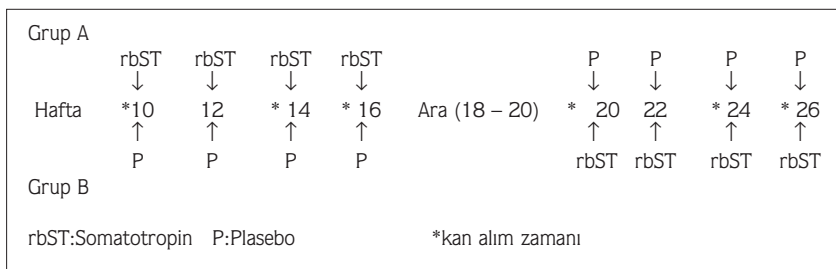 Grup A
rbST rbST rbST rbST P P P P
↓ ↓ ↓ ↓ ↓ ↓ ↓ ↓
Hafta *10 12 * 14 * 16 Ara (18 – 20) * 20 22 * 24 * 26
↑ ↑ ↑ ↑ ↑ ↑ ↑ ↑
P P P P rbST rbST rbST rbST
Grup B
rbST:Somatotropin P:Plasebo *kan alım zamanı